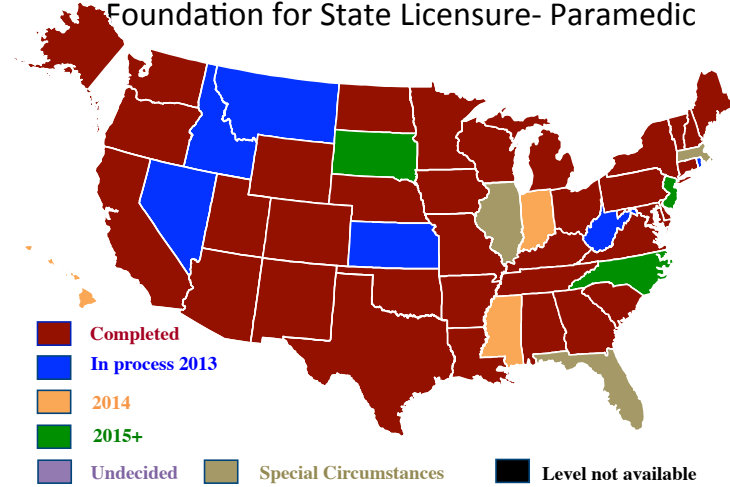 Foundation for State Licensure- Paramedic
Completed
In process 2013
2014
2015+
Undecided
Special Circumstances
Level not available